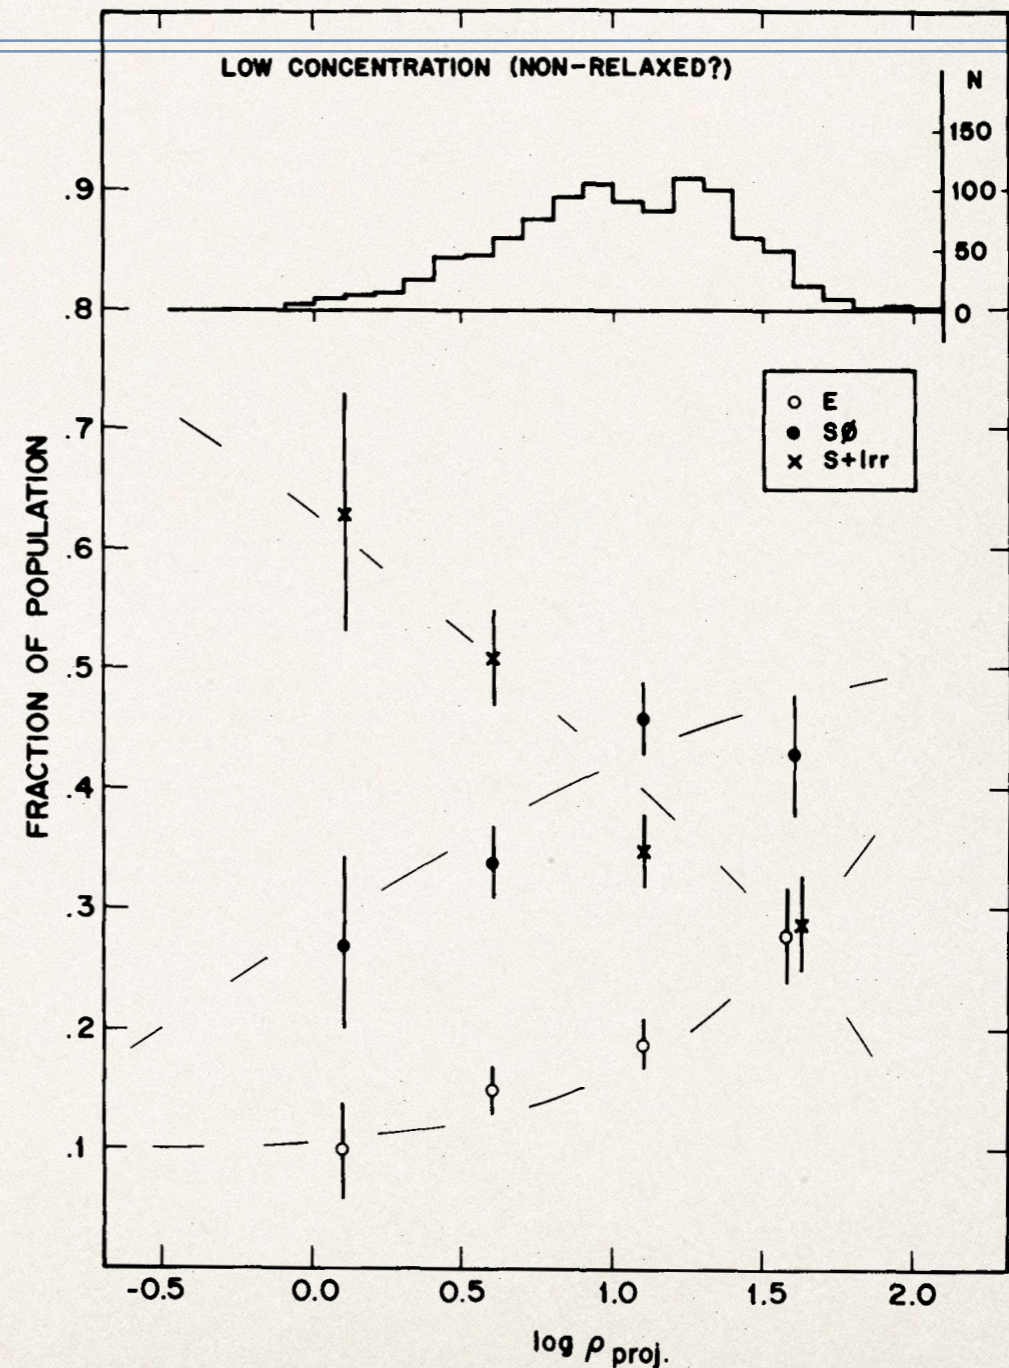 LOW CONCENTRATION (NON-RELAXED?)
N
150
100
50
0
.9
.8
.7
.6
.5
.4
.3
.2
.1
E
SØ
S+Irr
FRACTION OF POPULATION
-0.5 0.0 0.5 1.0 1.5 2.0
log ρ proj.